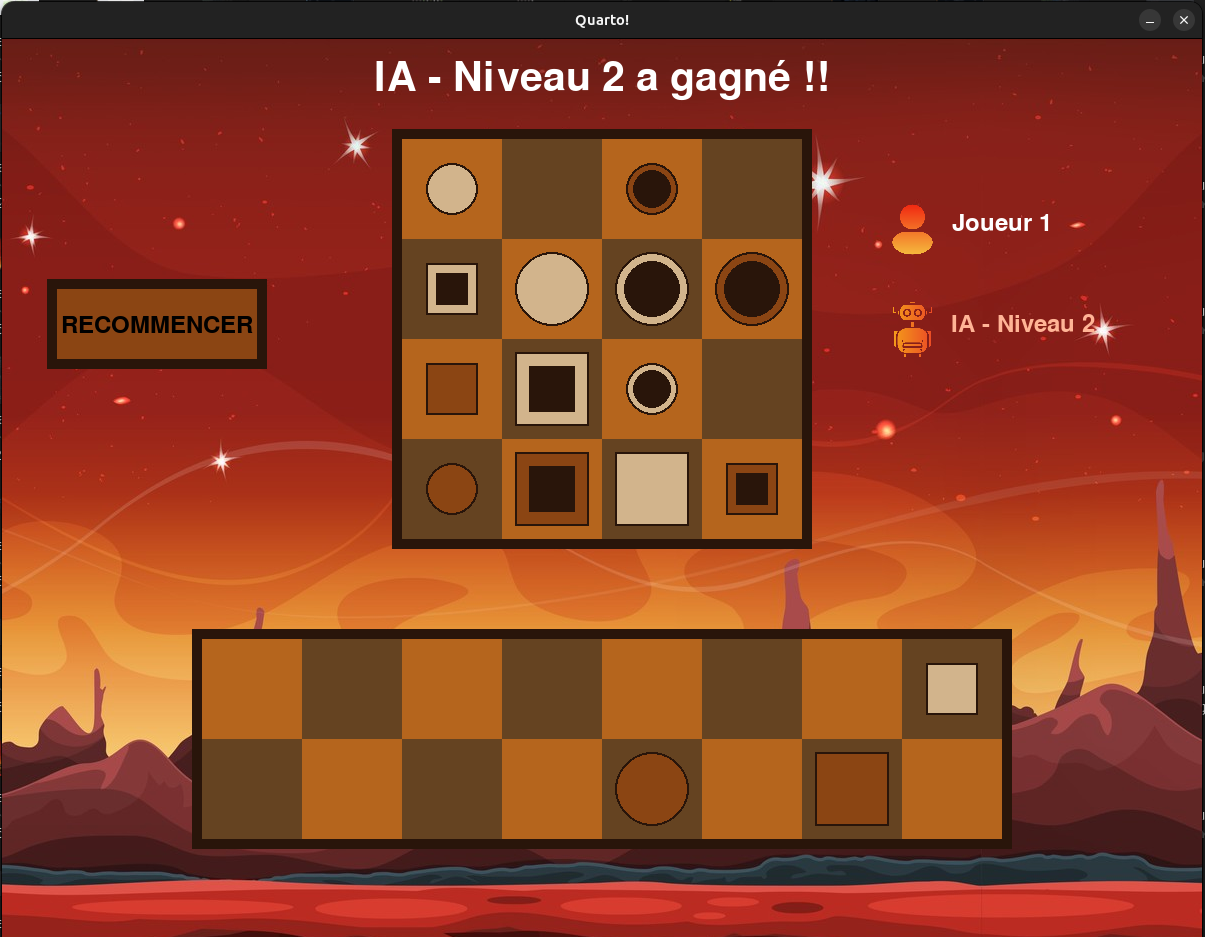 Quarto!
IA - Niveau 2 a gagné !!
Joueur 1
RECOMMENCER
IA - Niveau 2